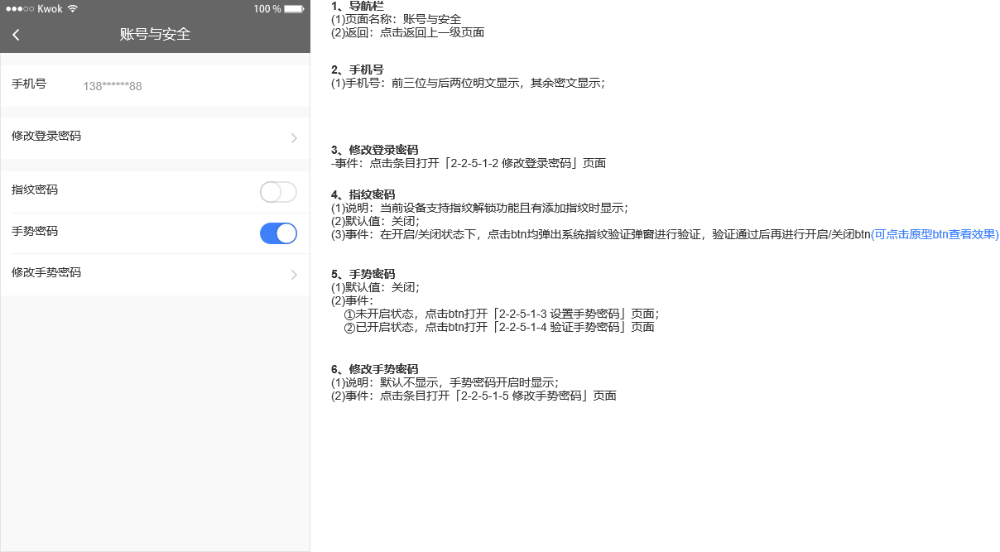 Kwok
100 %
账号与安全
手机号
138******88
修改登录密码
指纹密码
手势密码
修改手势密码
1、导航栏
(1)页面名称：账号与安全
(2)返回：点击返回上一级页面
2、手机号
(1)手机号：前三位与后两位明文显示，其余密文显示；
3、修改登录密码
-事件：点击条目打开「2-2-5-1-2 修改登录密码」页面
4、指纹密码
(1)说明：当前设备支持指纹解锁功能且有添加指纹时显示；
(2)默认值：关闭；
(3)事件：在开启/关闭状态下，点击btn均弹出系统指纹验证弹窗进行验证，验证通过后再进行开启/关闭btn(可点击原型btn查看效果)
5、手势密码
(1)默认值：关闭；
(2)事件：
①未开启状态，点击btn打开「2-2-5-1-3 设置手势密码」页面；
②已开启状态，点击btn打开「2-2-5-1-4 验证手势密码」页面
6、修改手势密码
(1)说明：默认不显示，手势密码开启时显示；
(2)事件：点击条目打开「2-2-5-1-5 修改手势密码」页面